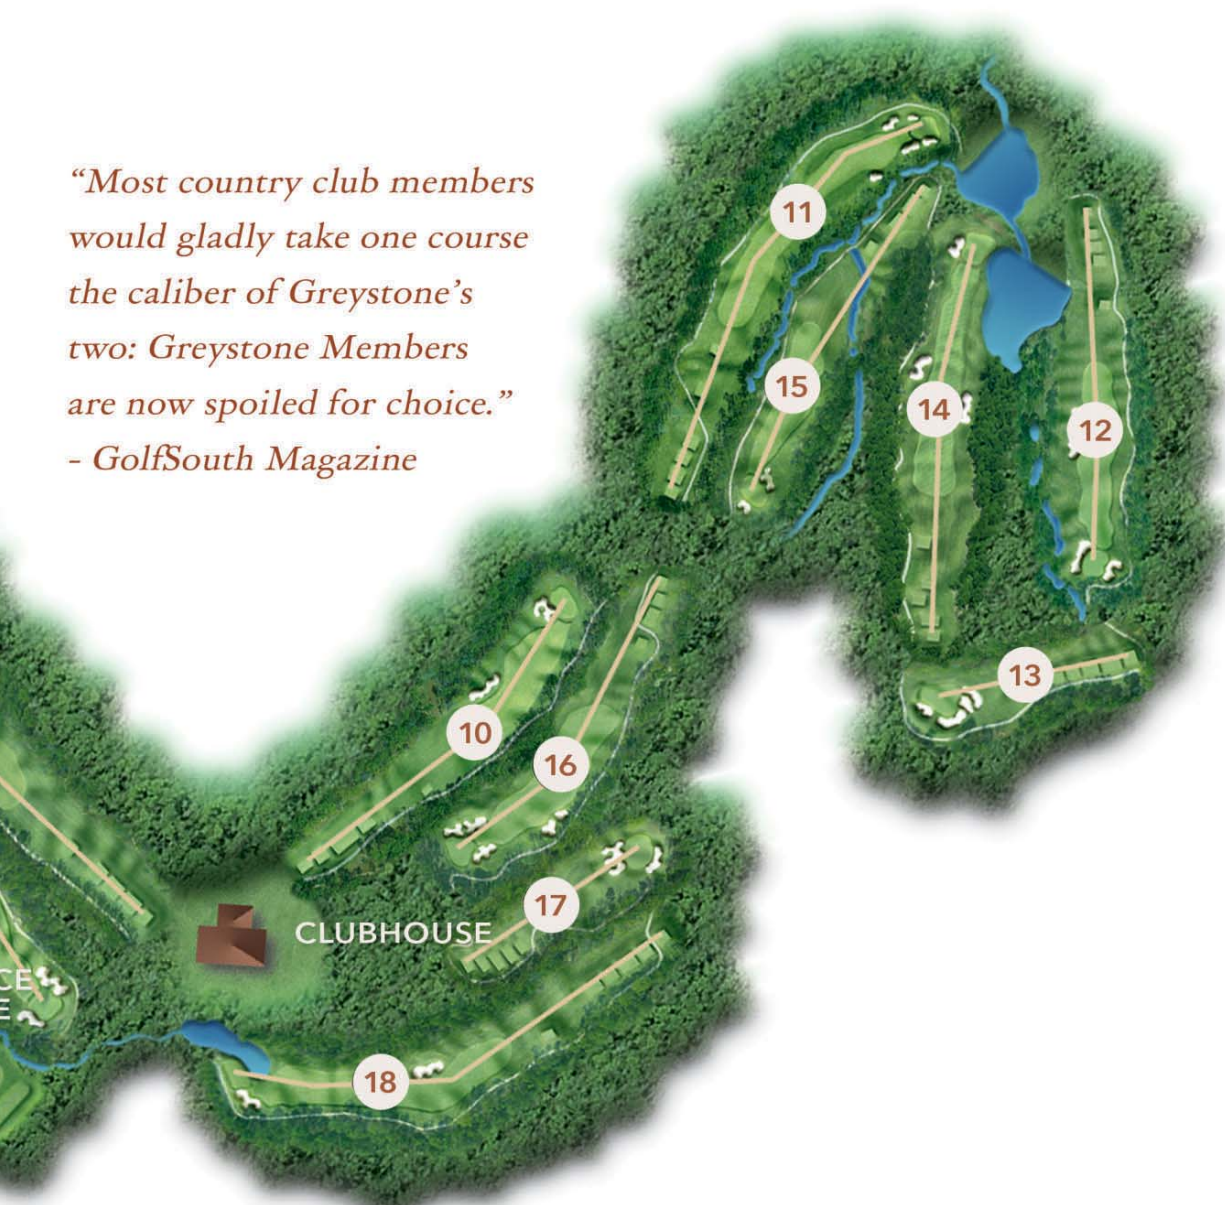 “Most country club members
would gladly take one course
the caliber of Greystone’s
two: Greystone Members
are now spoiled for choice.”
- GolfSouth Magazine
11
15
14
12
13
10
16
17
CLUBHOUSE
CE
E
18